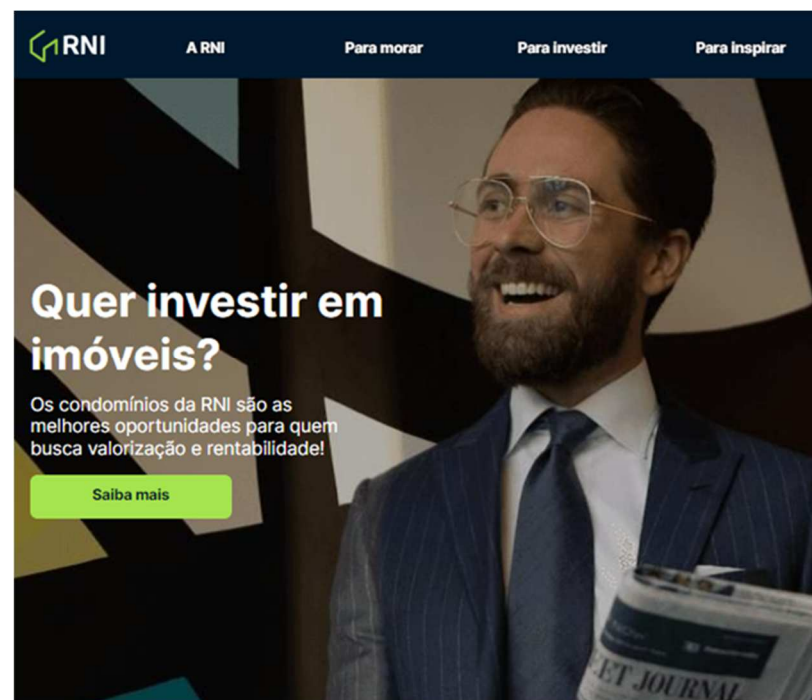 RNI
A RNI
Para morar
Para investir
Para inspirar
Quer investir em
imóveis?
Os condomínios da RNI são as
melhores oportunidades para quem
busca valorização e rentabilidade!
Saiba mais
JOURNAL